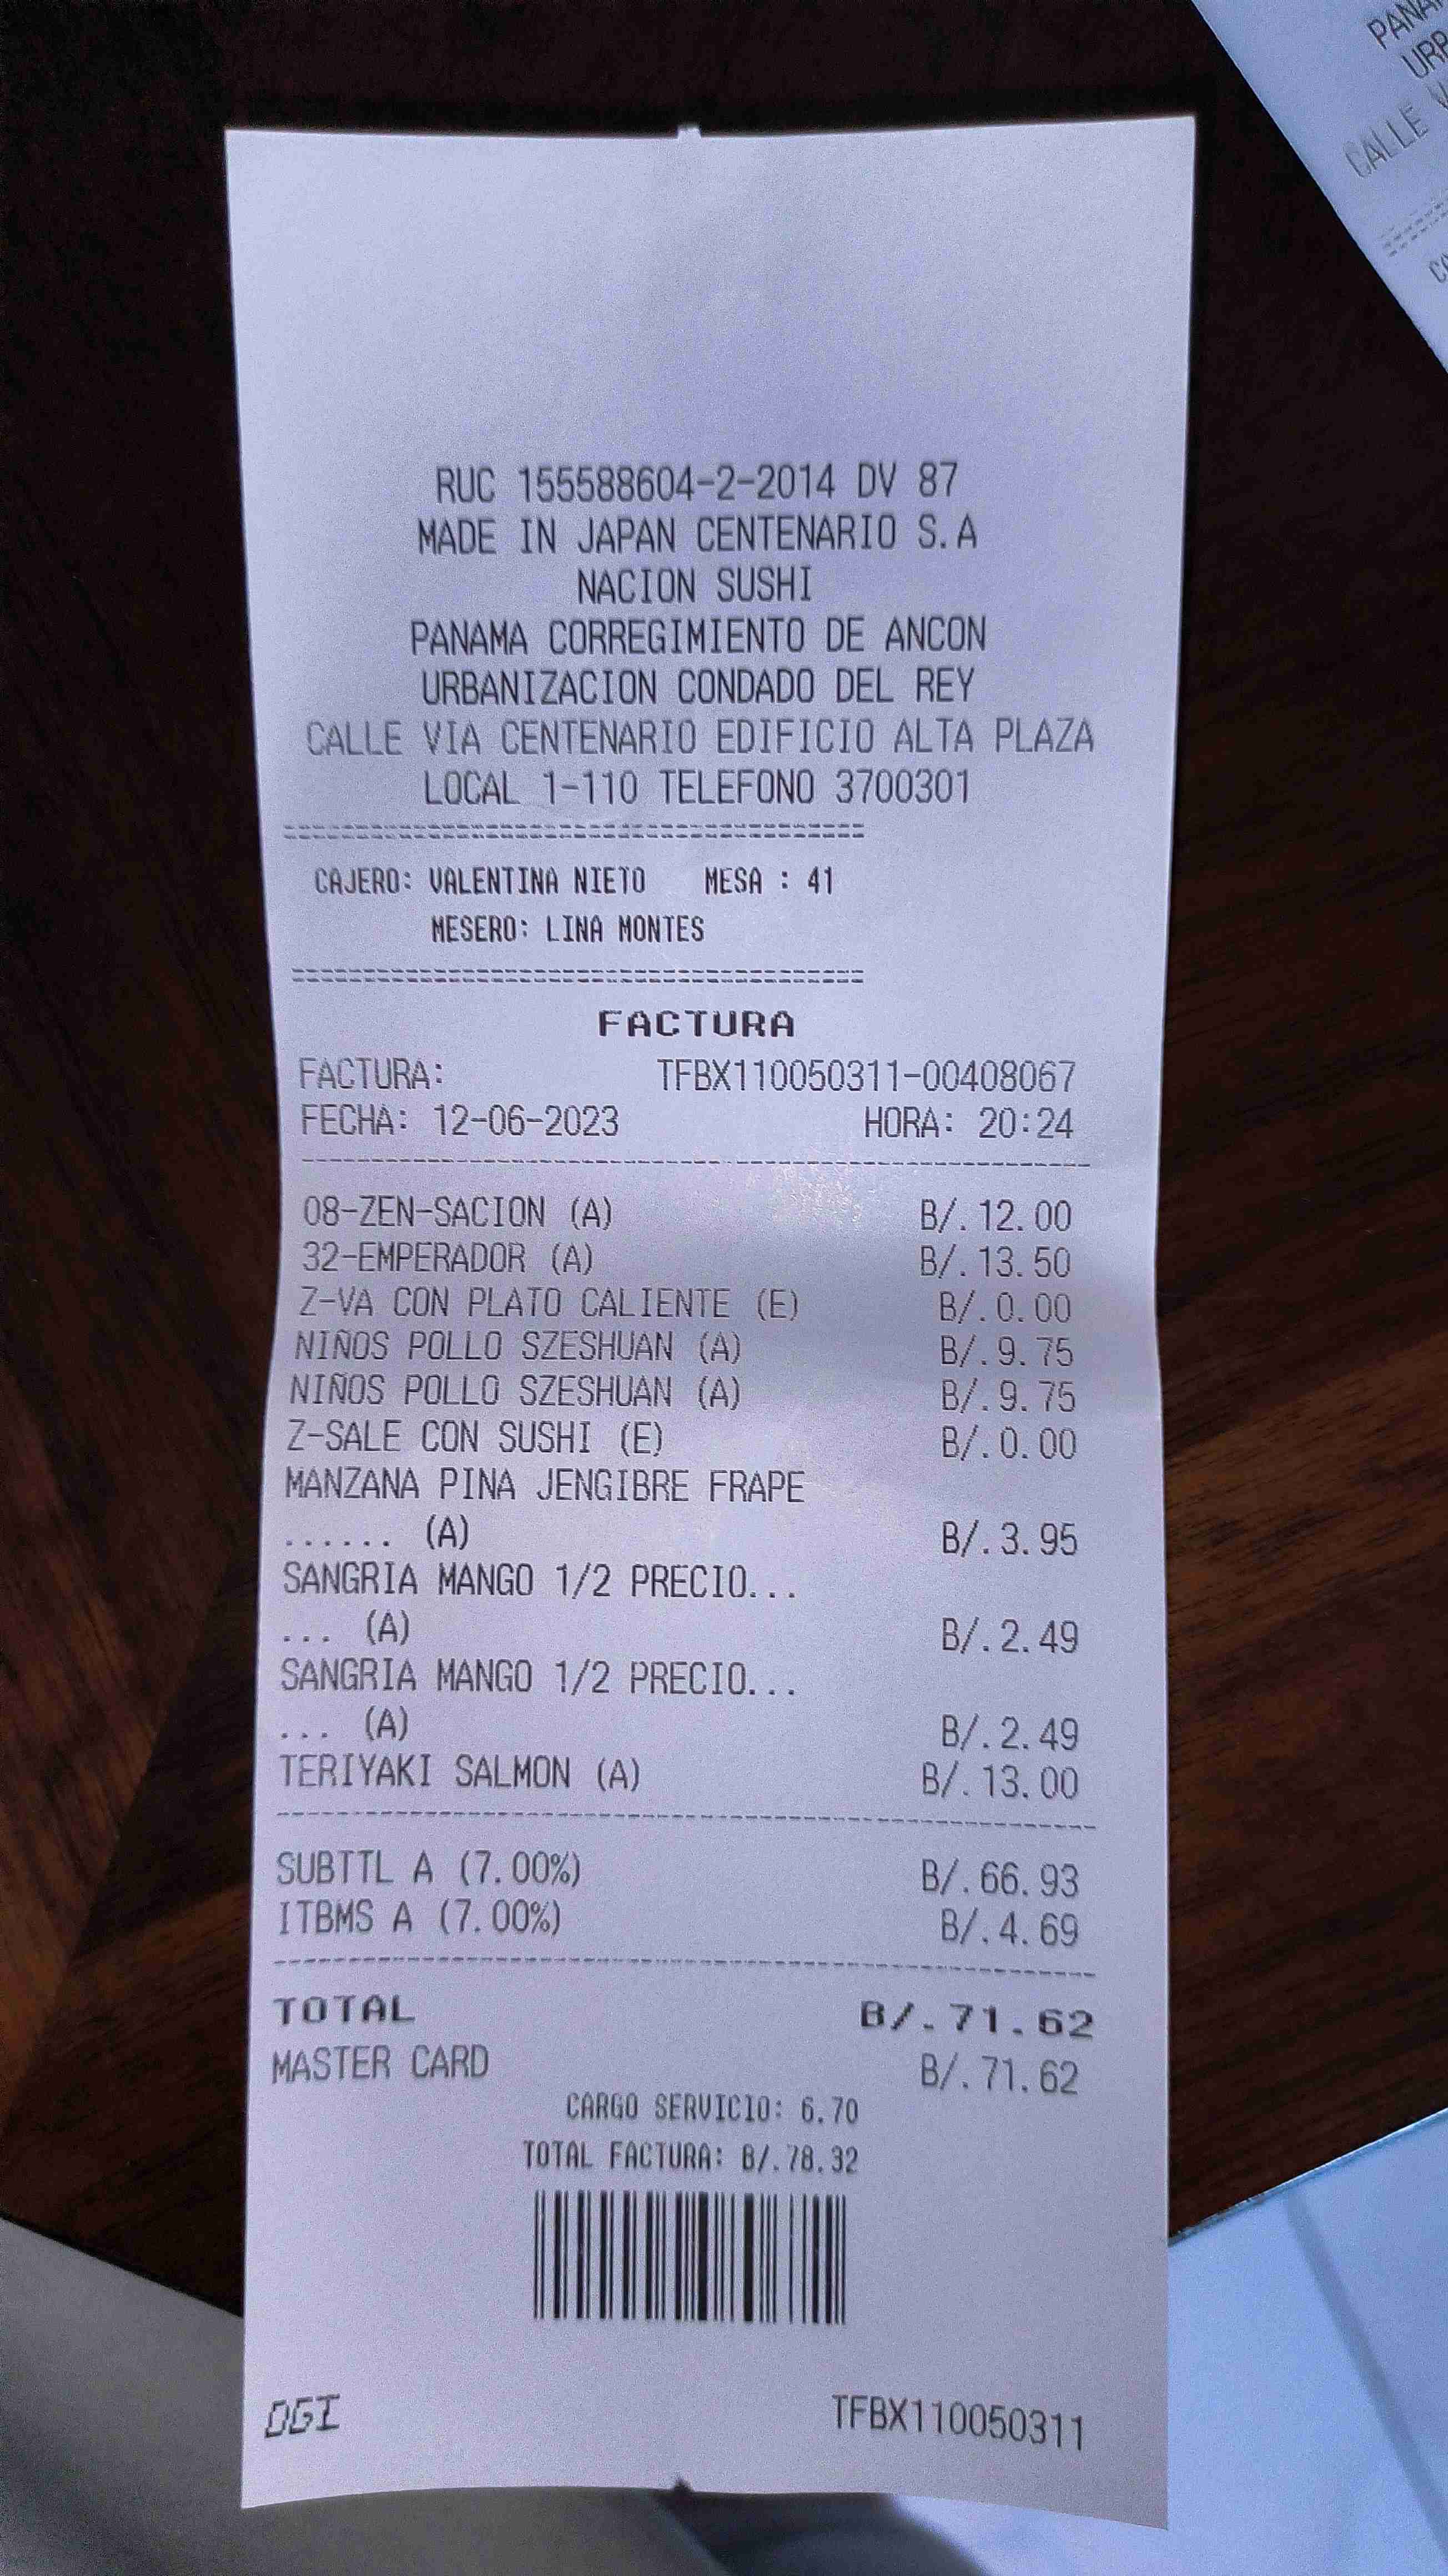 RUC 155588604-2-2014 DV 87
MADE IN JAPAN CENTENARIO S.A
NACION SUSHI
PANAMA CORREGIMIENTO DE ANCON
URBANIZACION CONDADO DEL REY
CALLE VIA CENTENARIO EDIFICIO ALTA PLAZA
LOCAL 1-110 TELEFONO 3700301
CAJERO: VALENTINA NIETO MESA : 41
MESERO: LINA MONTES
FACTURA
FACTURA: TFBX110050311-00408067
FECHA: 12-06-2023 HORA: 20:24
08-ZEN-SACION (A) B/.12.00
32-EMPERADOR (A) B/.13.50
Z-VA CON PLATO CALIENTE (E) B/.0.00
NIÑOS POLLO SZESHUAN (A) B/.9.75
NIÑOS POLLO SZESHUAN (A) B/.9.75
Z-SALE CON SUSHI (E) B/.0.00
MANZANA PINA JENGIBRE FRAPE
...... (A) B/.3.95
SANGRIA MANGO 1/2 PRECIO...
... (A) B/.2.49
SANGRIA MANGO 1/2 PRECIO...
... (A) B/.2.49
TERIYAKI SALMON (A) B/.13.00
SUBTTL A (7.00%) B/.66.93
ITBMS A (7.00%) B/.4.69
TOTAL B/.71.62
MASTER CARD B/.71.62
CARGO SERVICIO: 6.70
TOTAL FACTURA: B/.78.32
DGI TFBX110050311
CALLE